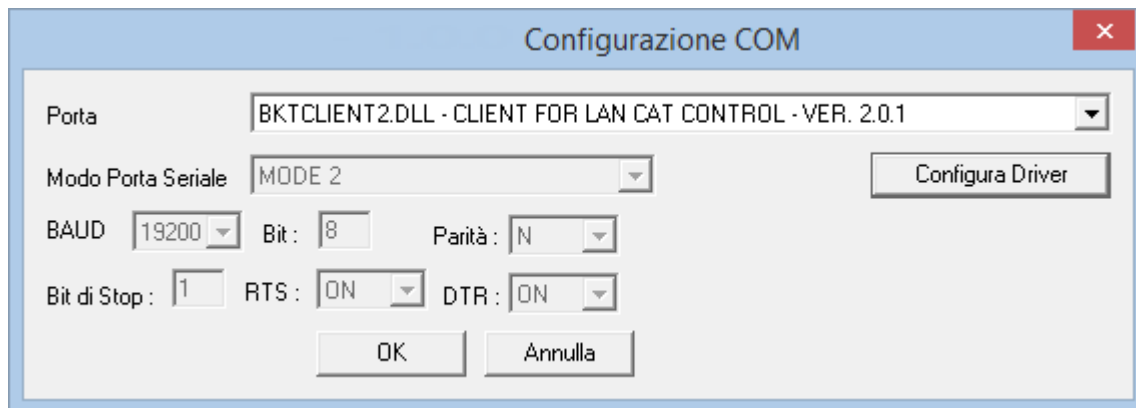 Configurazione COM
Porta BKTCLIENT2.DLL - CLIENT FOR LAN CAT CONTROL - VER. 2.0.1
Modo Porta Seriale MODE 2 Configura Driver
BAUD 19200 Bit : 8 Parità : N
Bit di Stop : 1 RTS : ON DTR : ON
OK Annulla